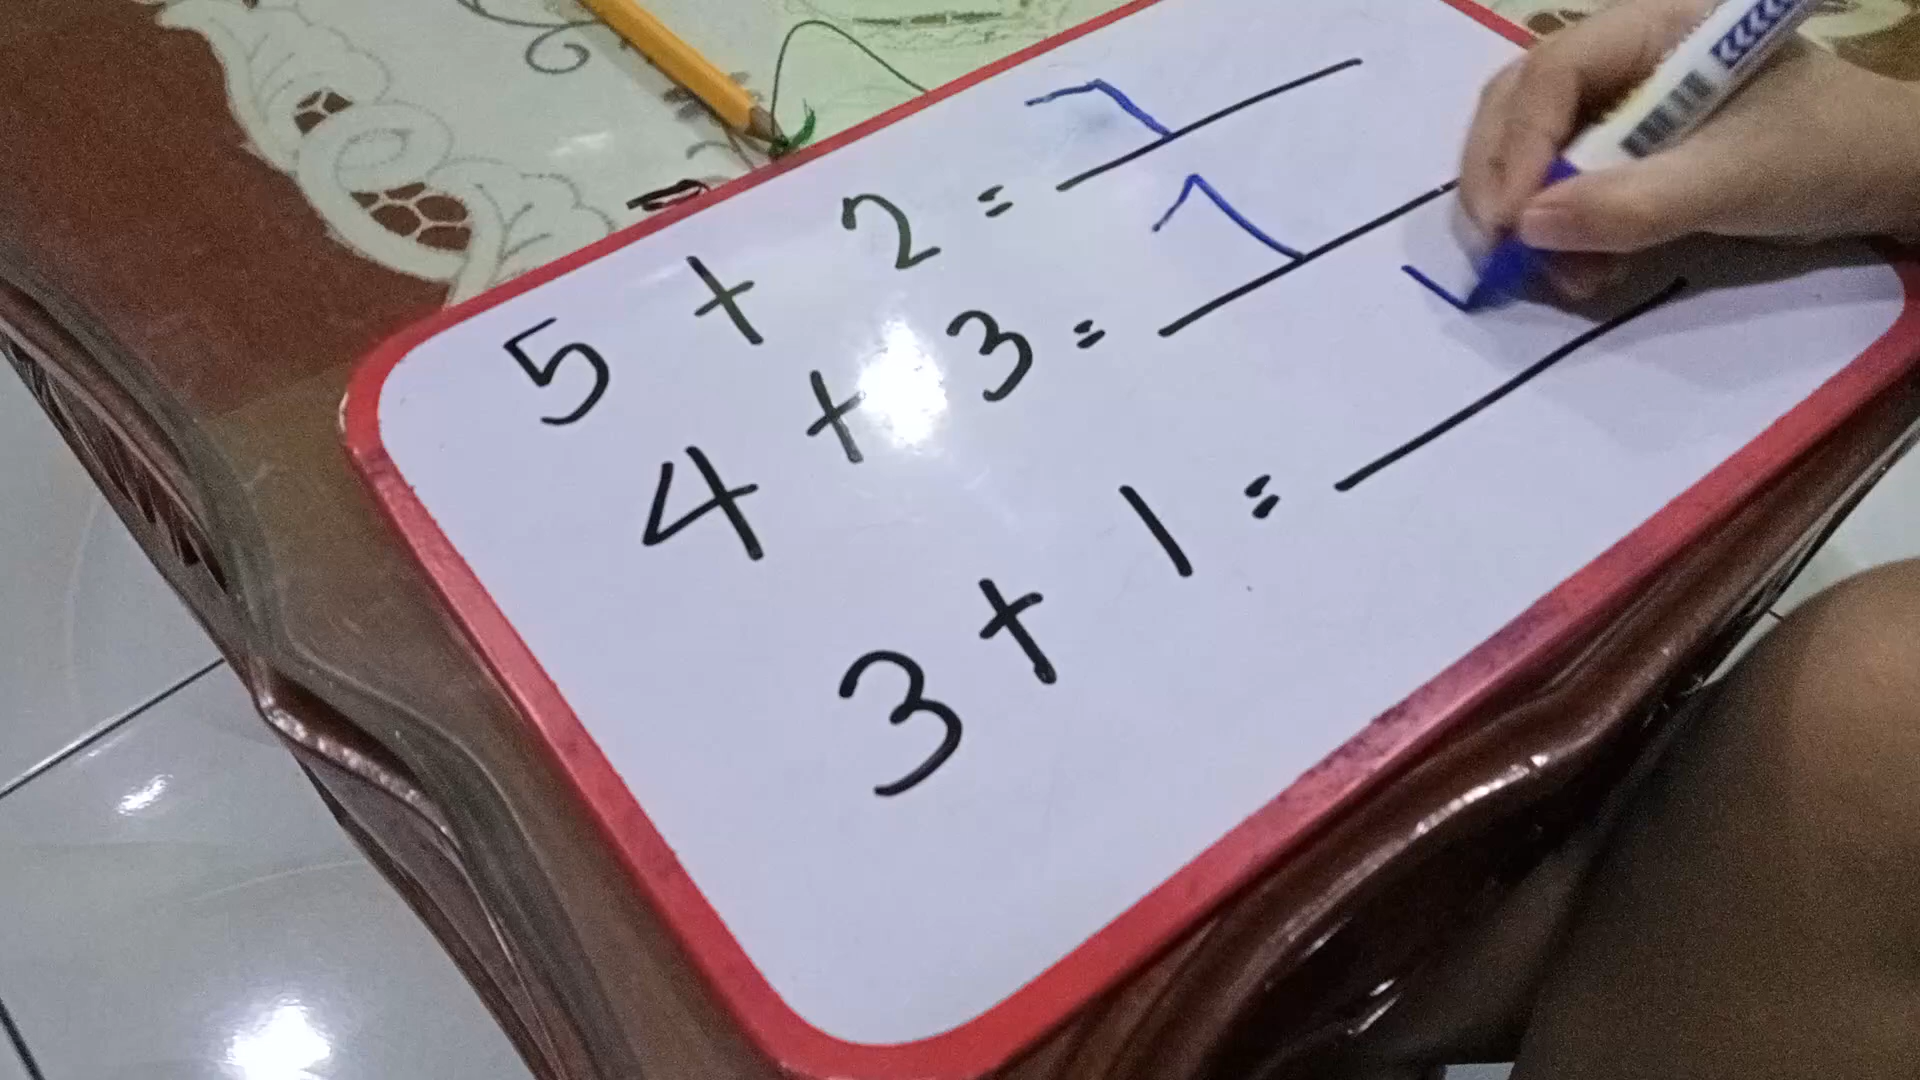 5 + 2 = 7
4 + 3 = 7
3 + 1 =